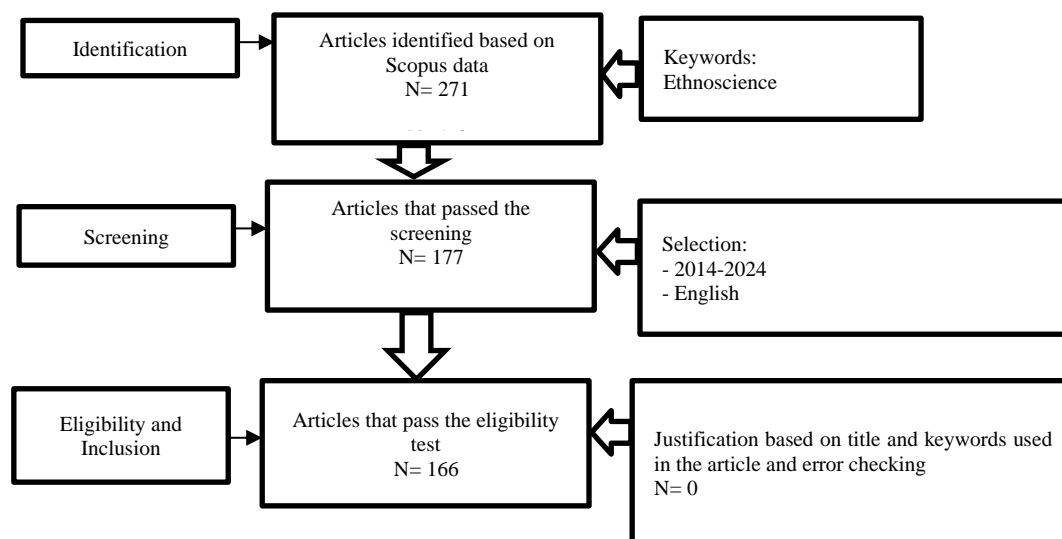 Identification
Articles identified based on
Scopus data
N= 271
Keywords:
Ethnoscience
Screening
Articles that passed the
screening
N= 177
Selection:
- 2014-2024
- English
Eligibility and
Inclusion
Articles that pass the eligibility
test
N= 166
Justification based on title and keywords used
in the article and error checking
N= 0